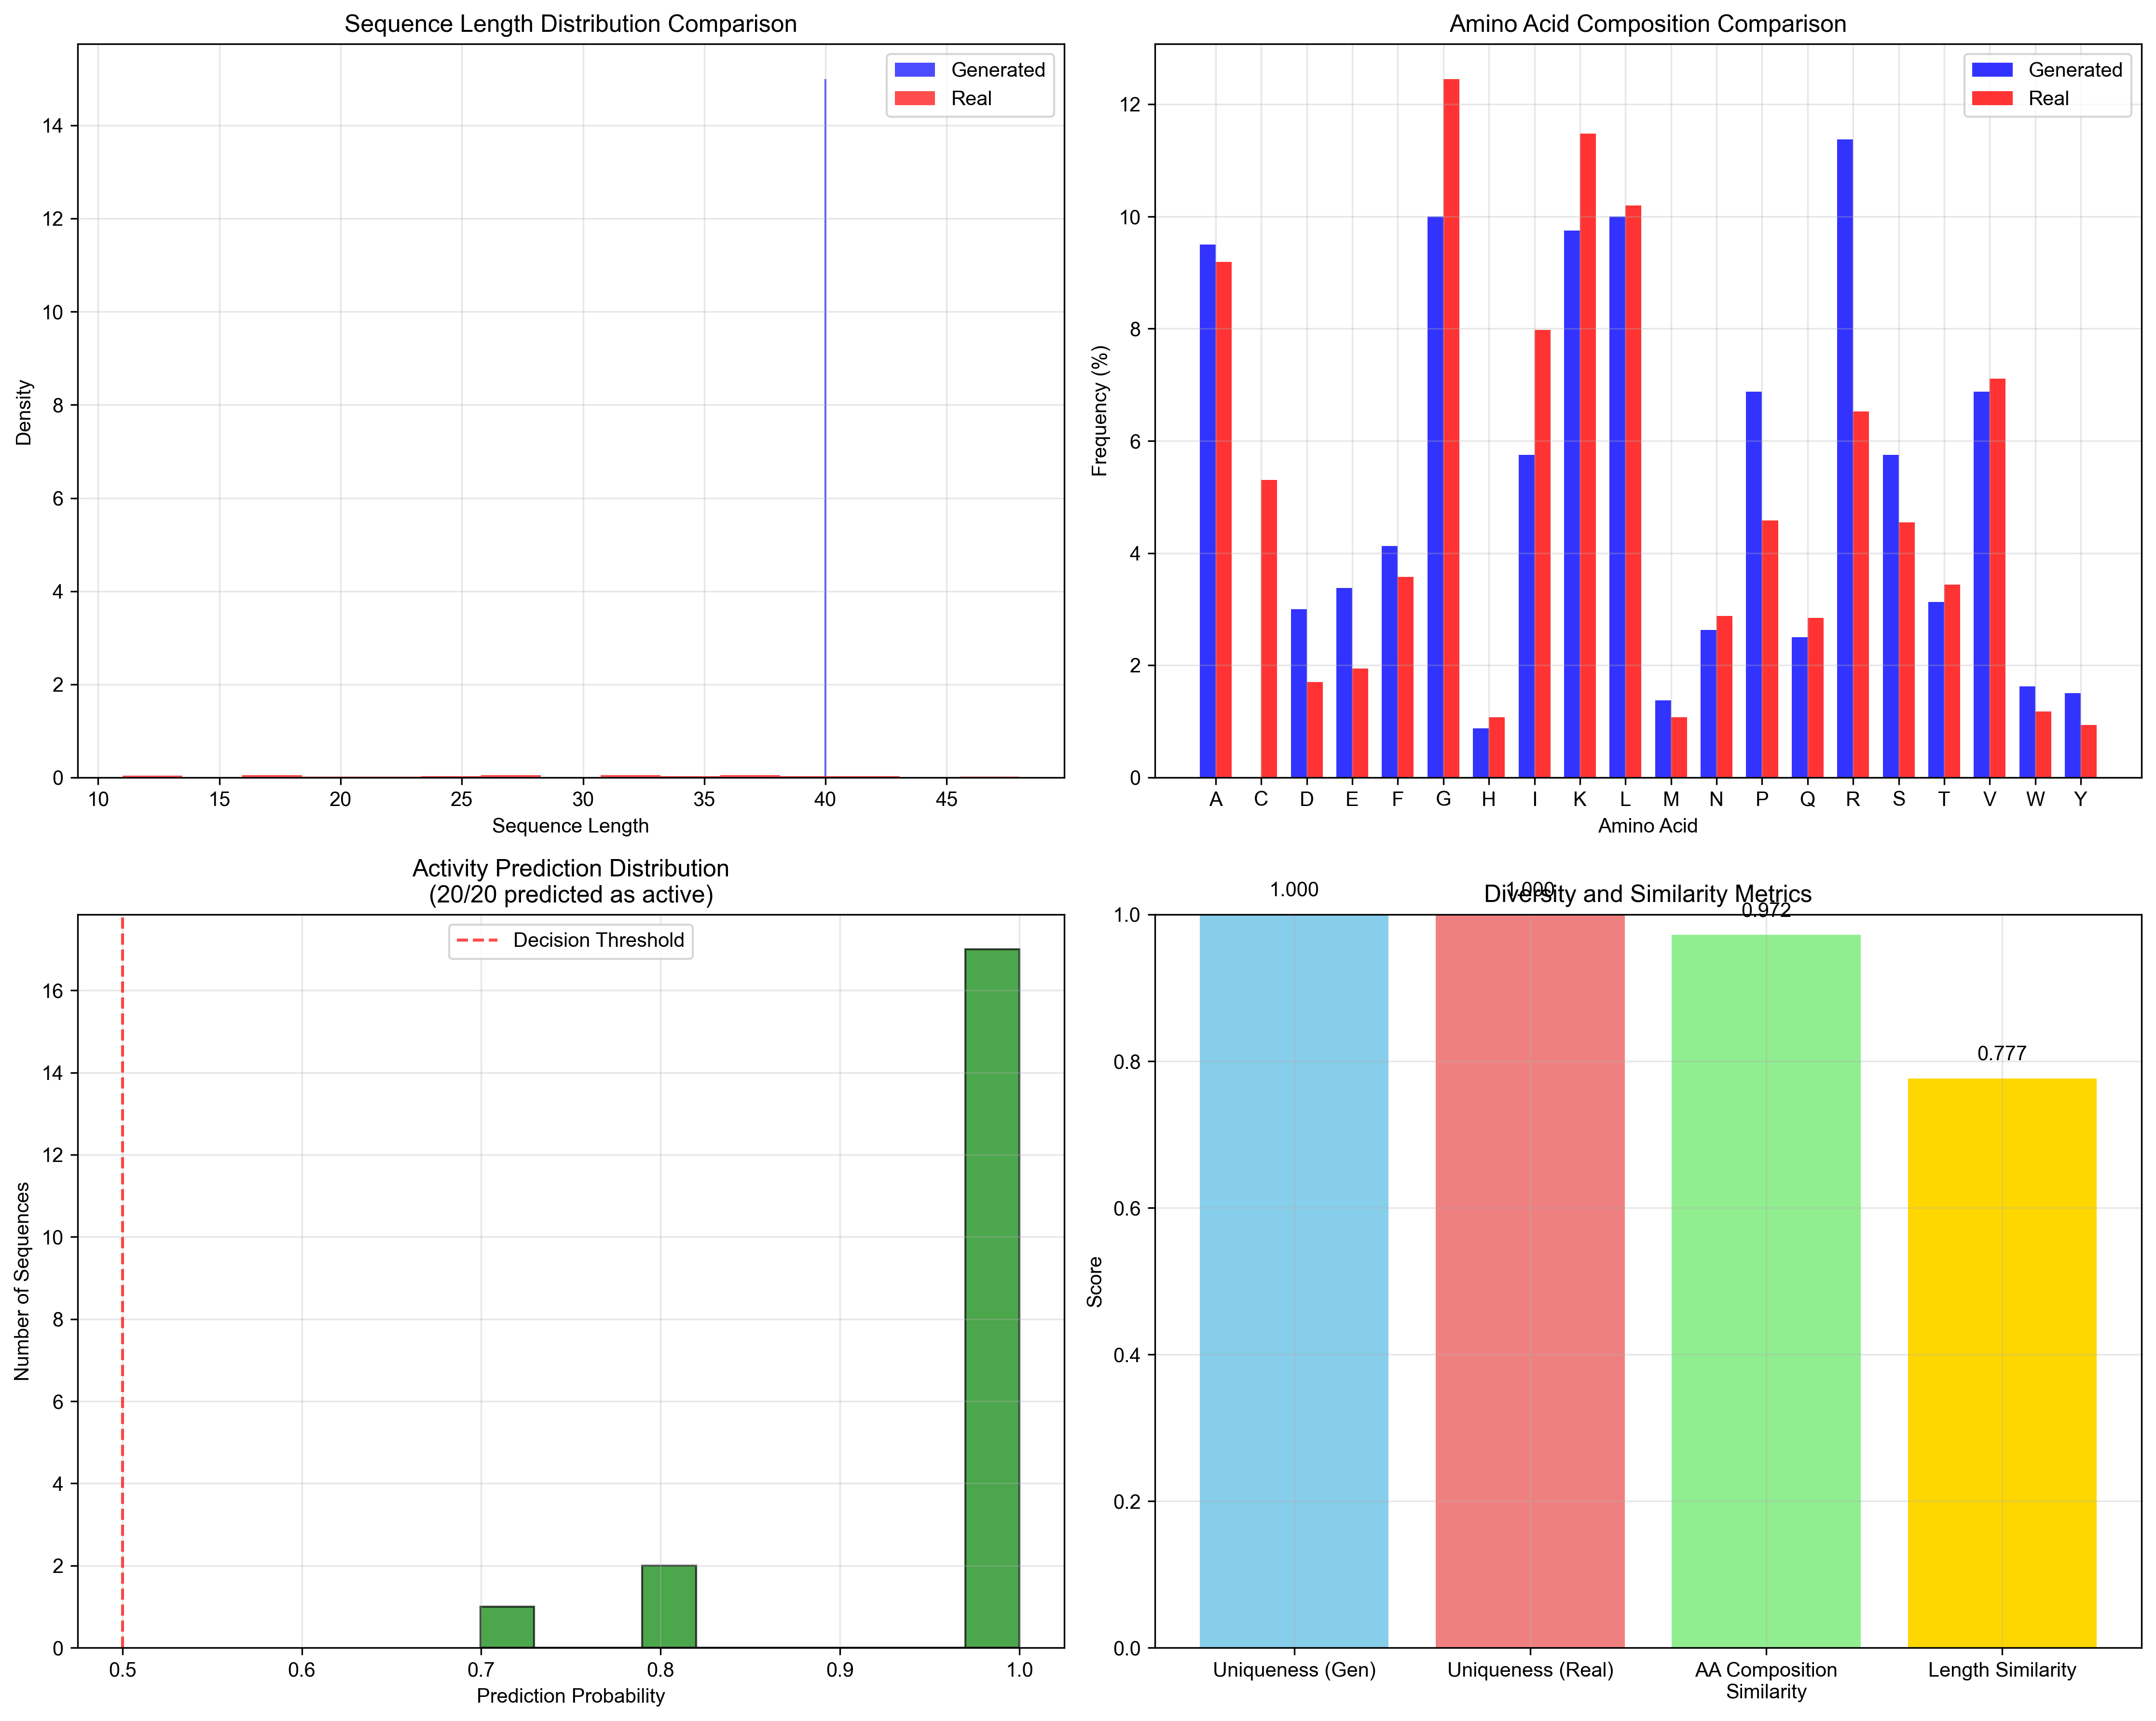 Sequence Length Distribution Comparison
Generated
Real
14
12
10
8
6
4
2
0
Density
10 15 20 25 30 35 40 45
Sequence Length
Amino Acid Composition Comparison
Generated
Real
12
10
8
6
4
2
0
Frequency (%)
A C D E F G H I K L M N P Q R S T V W Y
Amino Acid
Activity Prediction Distribution
(20/20 predicted as active)
Decision Threshold
16
14
12
10
8
6
4
2
0
Number of Sequences
0.5 0.6 0.7 0.8 0.9 1.0
Prediction Probability
Diversity and Similarity Metrics
1.000
1.000
0.972
0.777
1.0
0.8
0.6
0.4
0.2
0.0
Score
Uniqueness (Gen)
Uniqueness (Real)
AA Composition
Similarity
Length Similarity